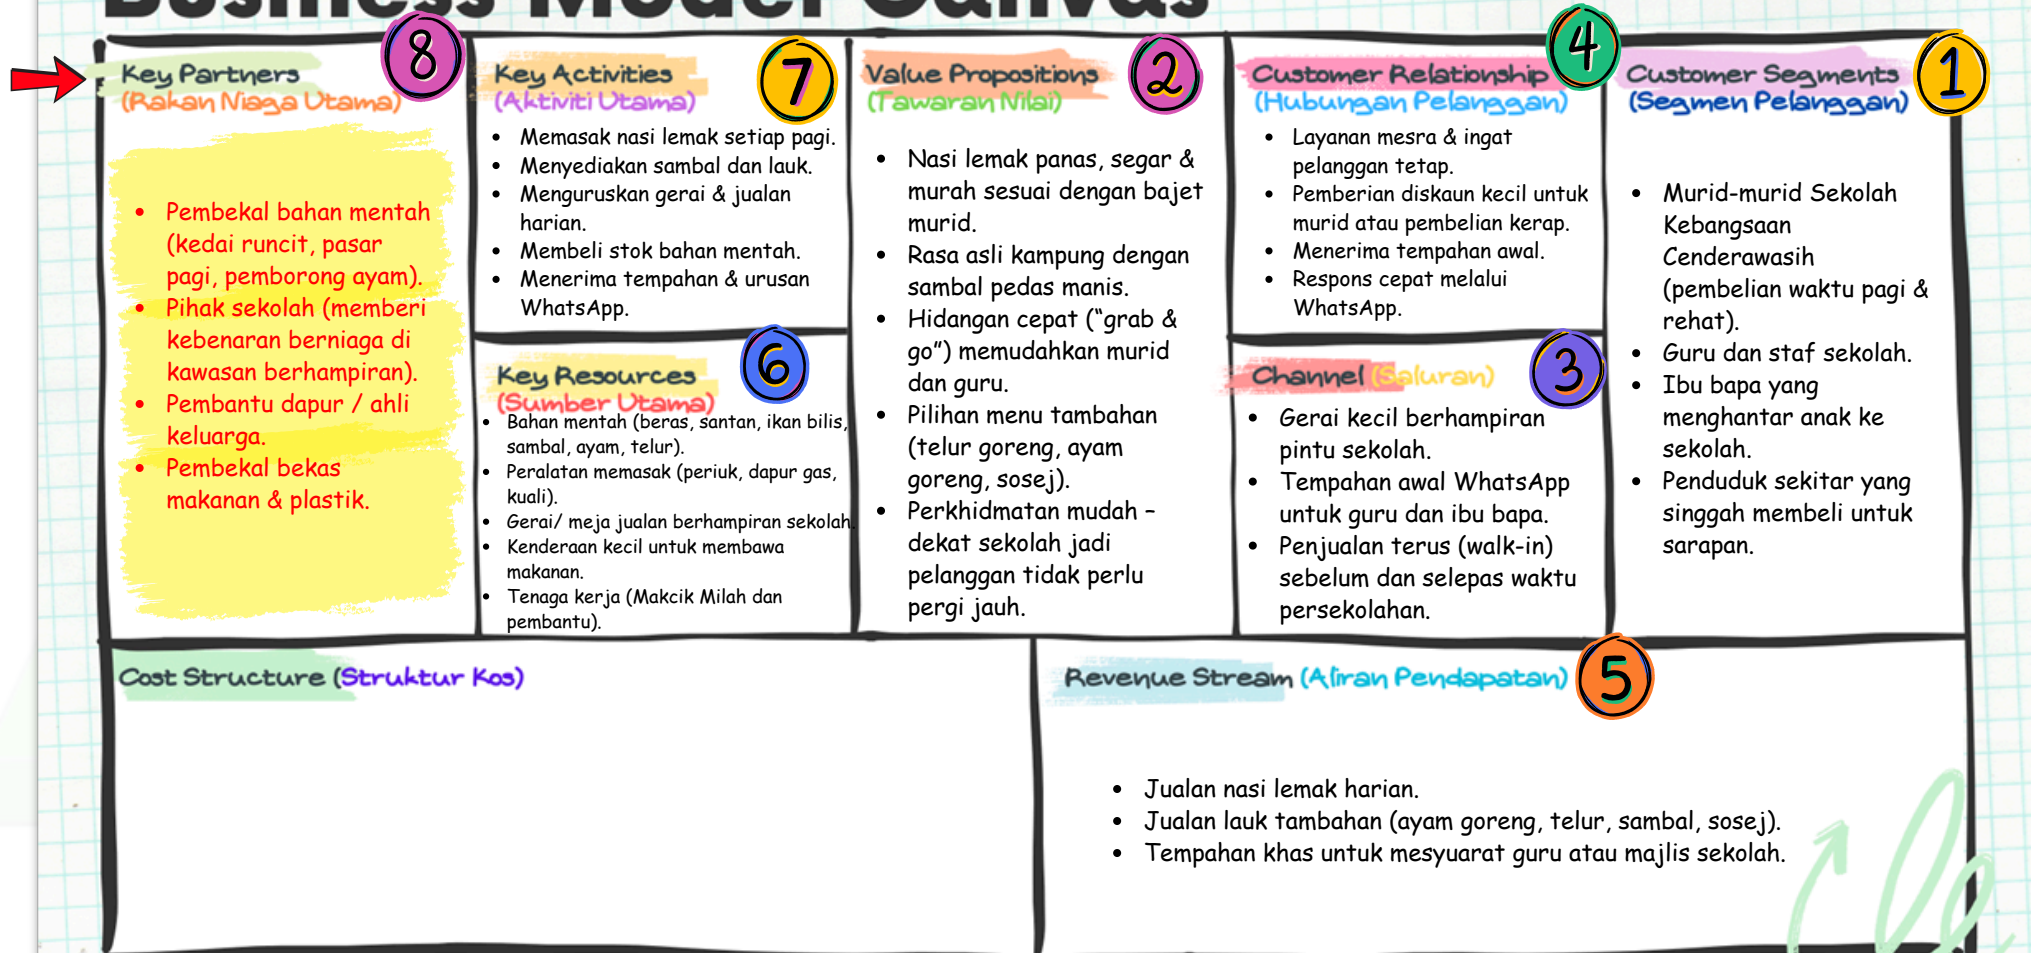 Business Model Canvas
8
Key Partners
(Rakan Niaga Utama)
• Pembekal bahan mentah
(kedai runcit, pasar
pagi, pemborong ayam).
• Pihak sekolah (memberi
kebenaran berniaga di
kawasan berhampiran).
• Pembantu dapur / ahli
keluarga.
• Pembekal bekas
makanan & plastik.
7
Key Activities
(Aktiviti Utama)
• Memasak nasi lemak setiap pagi.
• Menyediakan sambal dan lauk.
• Menguruskan gerai & jualan
harian.
• Membeli stok bahan mentah.
• Menerima tempahan & urusan
WhatsApp.
6
Key Resources
(Sumber Utama)
• Bahan mentah (beras, santan, ikan bilis,
sambal, ayam, telur).
• Peralatan memasak (periuk, dapur gas,
kuali).
• Gerai/ meja jualan berhampiran sekolah.
• Kenderaan kecil untuk membawa
makanan.
• Tenaga kerja (Makcik Milah dan
pembantu).
2
Value Propositions
(Tawaran Nilai)
• Nasi lemak panas, segar &
murah sesuai dengan bajet
murid.
• Rasa asli kampung dengan
sambal pedas manis.
• Hidangan cepat (“grab &
go”) memudahkan murid
dan guru.
• Pilihan menu tambahan
(telur goreng, ayam
goreng, sosej).
• Perkhidmatan mudah –
dekat sekolah jadi
pelanggan tidak perlu
pergi jauh.
4
Customer Relationship
(Hubungan Pelanggan)
• Layanan mesra & ingat
pelanggan tetap.
• Pemberian diskaun kecil untuk
murid atau pembelian kerap.
• Menerima tempahan awal.
• Respons cepat melalui
WhatsApp.
3
Channel (Saluran)
• Gerai kecil berhampiran
pintu sekolah.
• Tempahan awal WhatsApp
untuk guru dan ibu bapa.
• Penjualan terus (walk-in)
sebelum dan selepas waktu
persekolahan.
1
Customer Segments
(Segmen Pelanggan)
• Murid-murid Sekolah
Kebangsaan
Cenderawasih
(pembelian waktu pagi &
rehat).
• Guru dan staf sekolah.
• Ibu bapa yang
menghantar anak ke
sekolah.
• Penduduk sekitar yang
singgah membeli untuk
sarapan.
Cost Structure (Struktur Kos)
Revenue Stream (Aliran Pendapatan)
5
• Jualan nasi lemak harian.
• Jualan lauk tambahan (ayam goreng, telur, sambal, sosej).
• Tempahan khas untuk mesyuarat guru atau majlis sekolah.